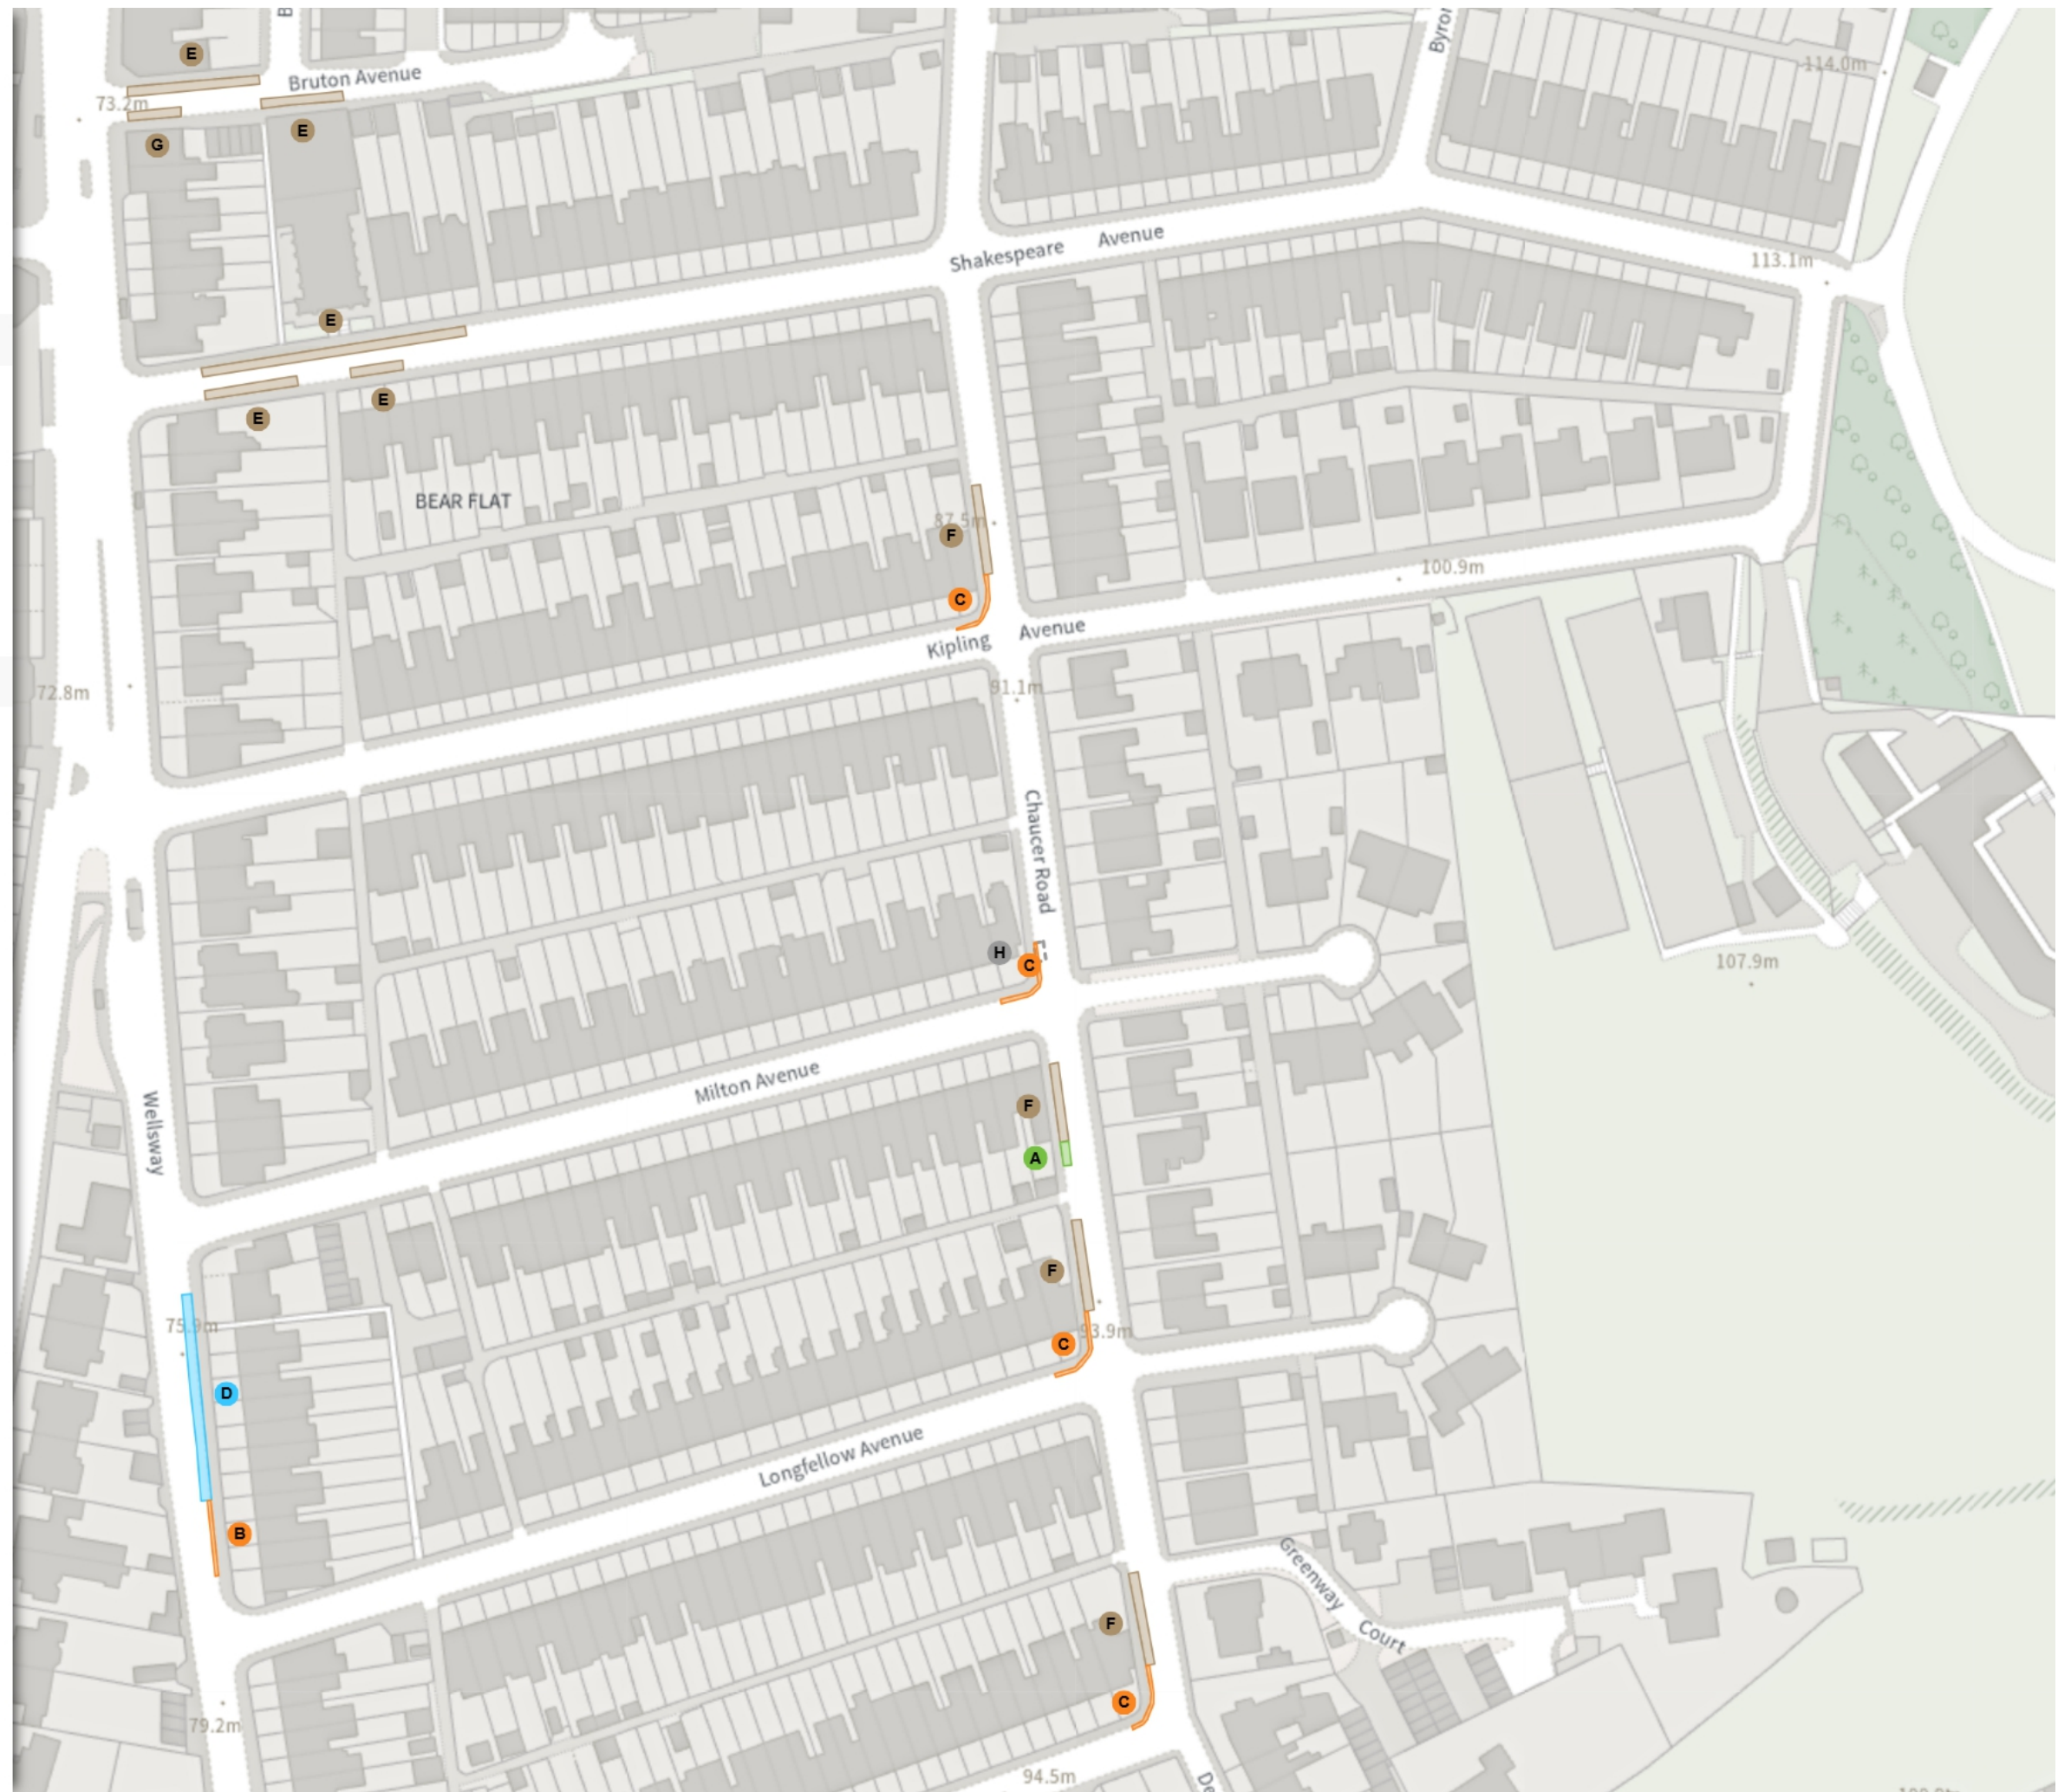 E
Bruton Avenue
Byron
114.0m
73.2m
G
E
Shakespeare Avenue
113.1m
E
E
E
BEAR FLAT
87.5m
F
C
100.9m
Kipling Avenue
72.8m
91.1m
Chaucer Road
H
C
107.9m
Milton Avenue
Wellsway
F
A
F
75.9m
93.9m
C
D
Longfellow Avenue
B
Greenway Court
F
C
79.2m
94.5m
De